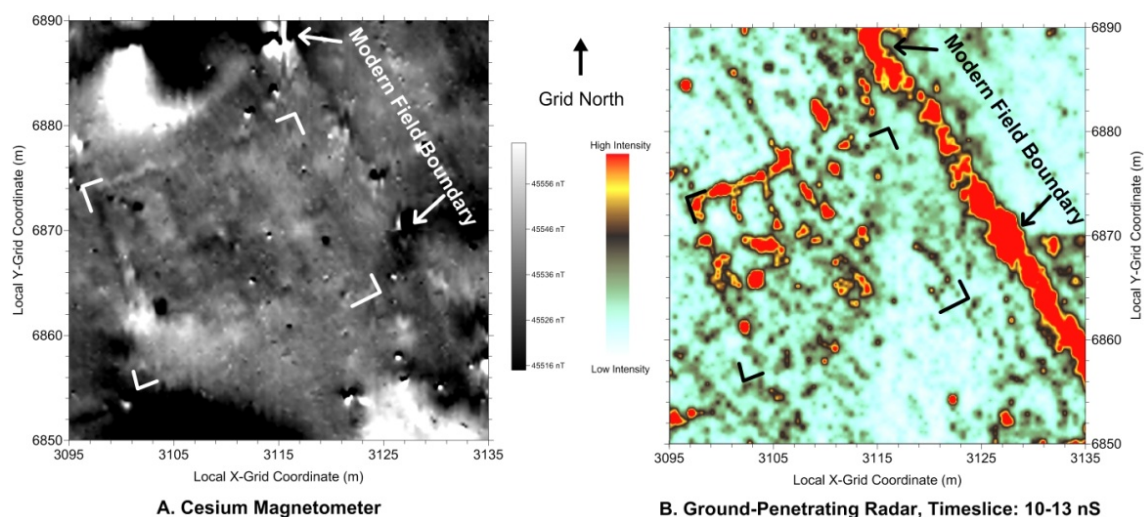 6890
6880
6870
6860
6850
Local Y-Grid Coordinate (m)
3095
3105
3115
3125
3135
Local X-Grid Coordinate (m)
Modern Field Boundary
A. Cesium Magnetometer
Grid North
45556 nT
45546 nT
45536 nT
45526 nT
45516 nT
High Intensity
Low Intensity
Modern Field Boundary
6890
6880
6870
6860
6850
Local Y-Grid Coordinate (m)
3095
3105
3115
3125
3135
Local X-Grid Coordinate (m)
B. Ground-Penetrating Radar, Timeslice: 10-13 nS